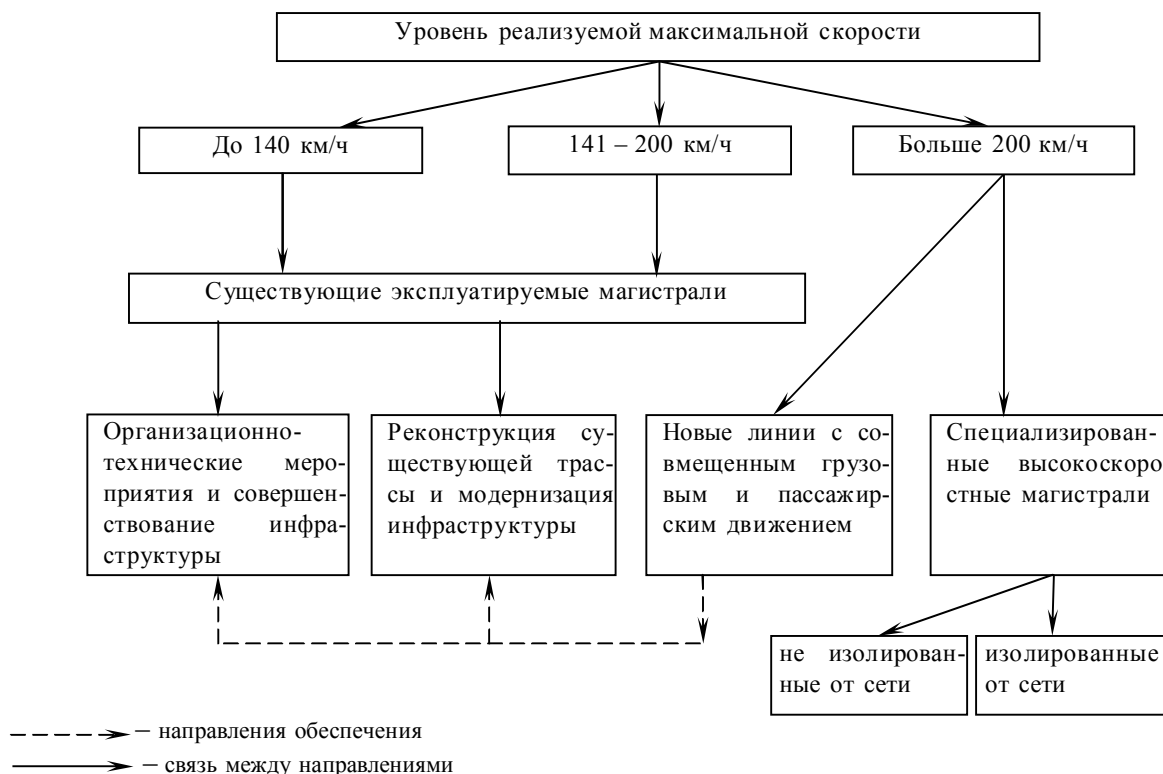 Уровень реализуемой максимальной скорости
До 140 км/ч
141 – 200 км/ч
Больше 200 км/ч
Существующие эксплуатируемые магистрали
Организационно-
технические меро-
приятия и совершен-
ствование инфра-
структуры
Реконструкция су-
ществующей трас-
сы и модернизация
инфраструктуры
Новые линии с со-
вмещенным грузо-
вым и пассажир-
ским движением
Специализирован-
ные высокоскоро
стные магистрали
не изолирован-
ные от сети
изолированные
от сети
– направления обеспечения
– связь между направлениями